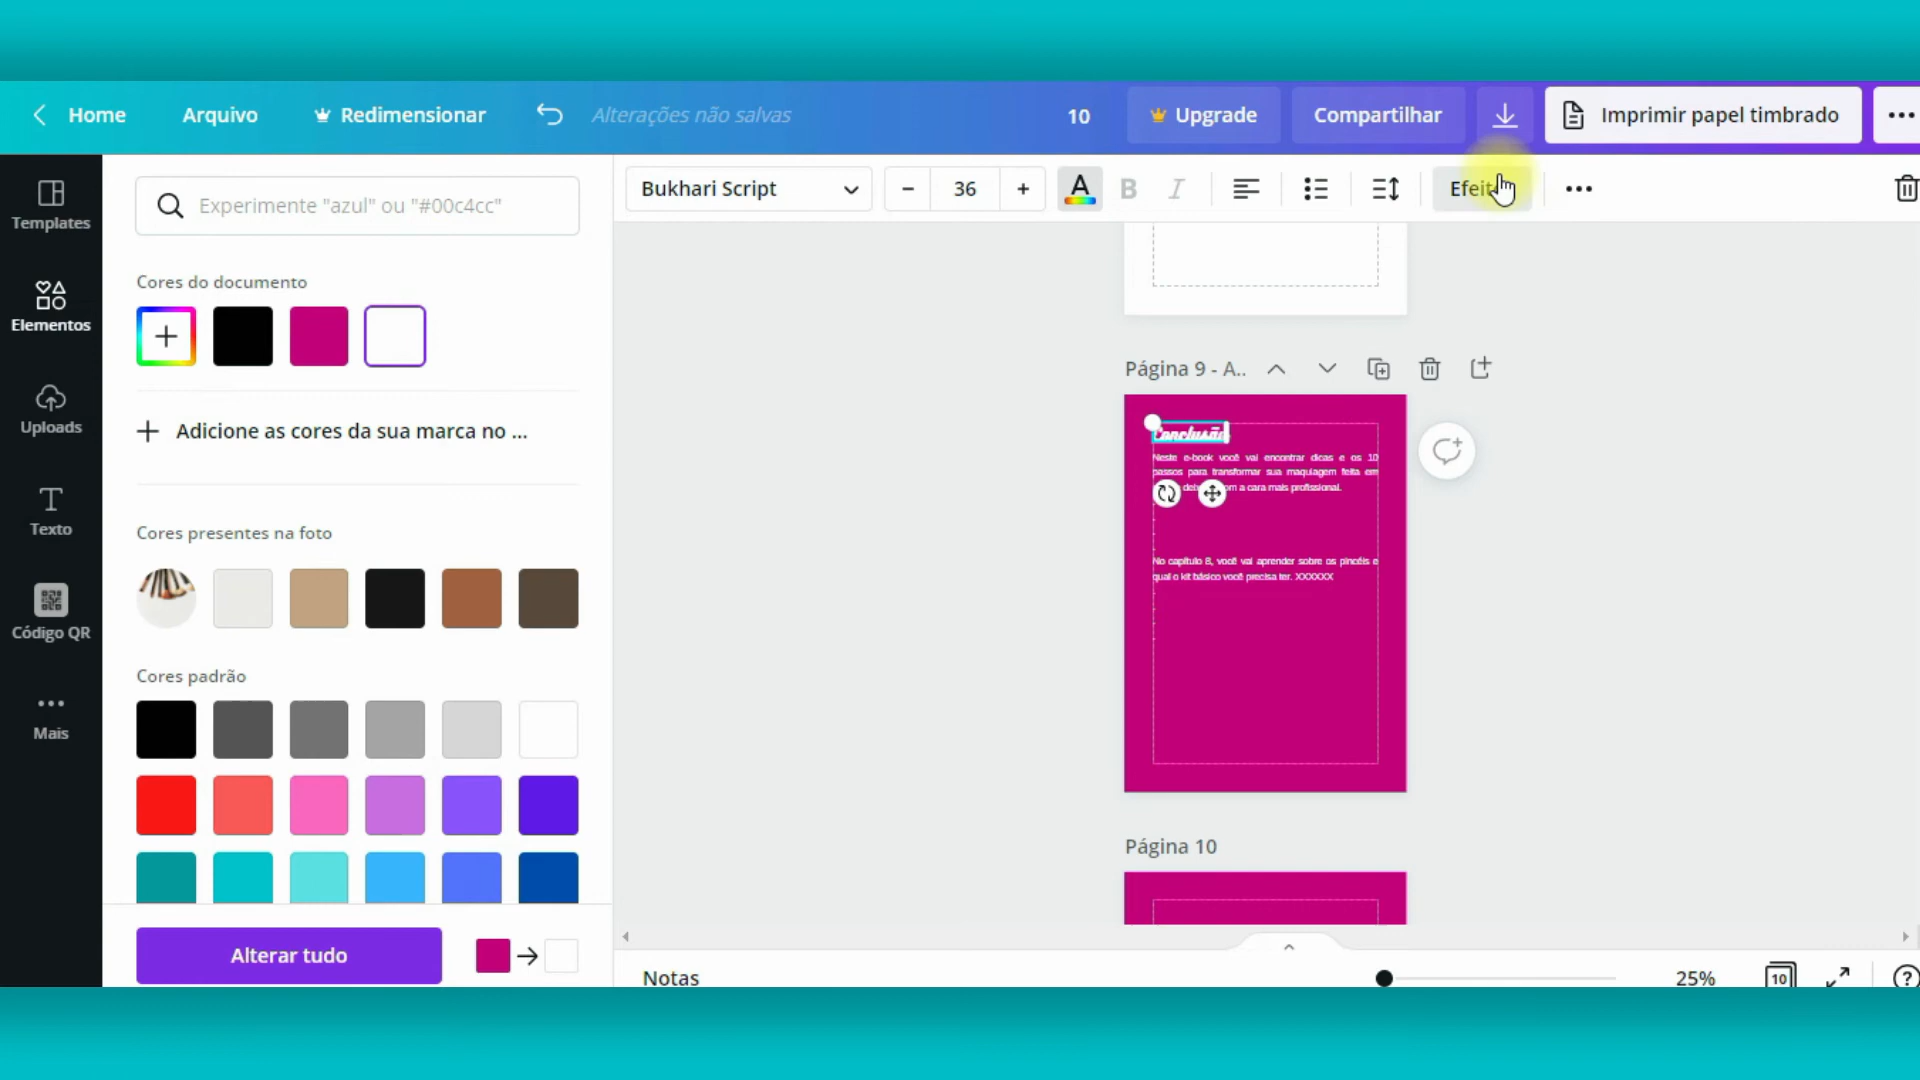 Home
Arquivo
Redimensionar
Alterações não salvas
10
Upgrade
Compartilhar
Imprimir papel timbrado
Templates
Elementos
Uploads
Texto
Código QR
Mais
Experimente "azul" ou "#00c4cc"
Cores do documento
Adicione as cores da sua marca no ...
Cores presentes na foto
Cores padrão
Alterar tudo
Bukhari Script
36
A
B
I
Página 9 - A..
Conclusão
Neste e-book você vai encontrar dicas e os 10
passos para transformar sua maquiagem feita em
com a cara mais profissional.
No capítulo 8, você vai aprender sobre os pincéis e
qual o kit básico você precisa ter. XXXXXX
Página 10
Notas
25%
10